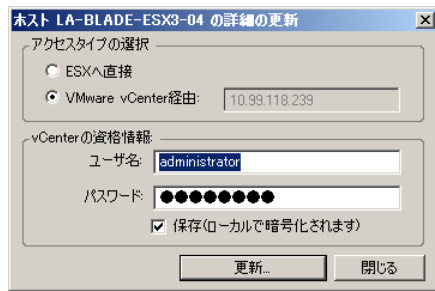 ホスト LA-BLADE-ESX3-04 の詳細の更新
アクセスタイプの選択
ESXへ直接
VMware vCenter経由: 10.99.118.239
vCenterの資格情報:
ユーザ名: administrator
パスワード: ●●●●●●●●
保存(ローカルで暗号化されます)
更新... 閉じる